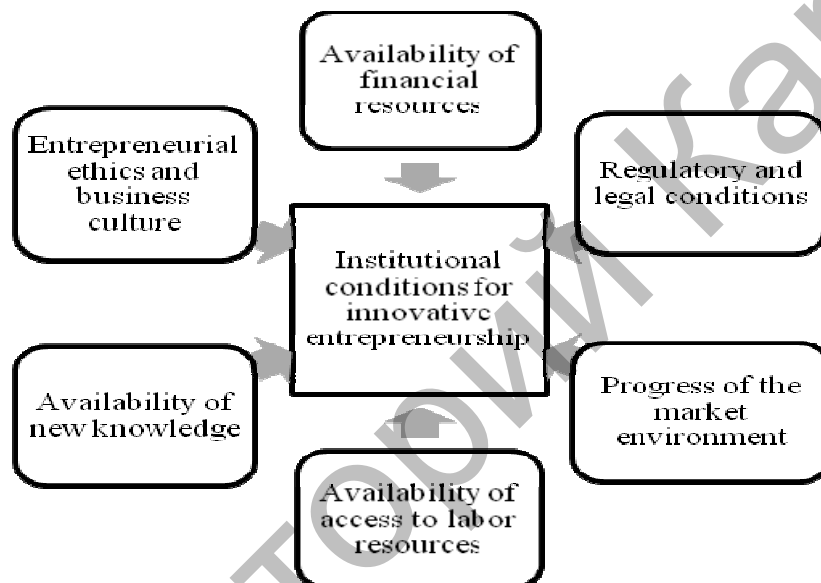 Availability of
financial
resources
Entrepreneurial
ethics and
business
culture
Regulatory and
legal conditions
Institutional
conditions for
innovative
entrepreneurship
Availability of
new knowledge
Progress of the
market
environment
Availability of
access to labor
resources